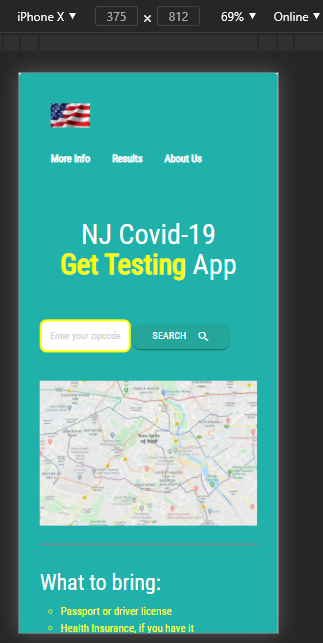 iPhone X ▼ 375 × 812 69% ▼ Online ▼
More Info Results About Us
NJ Covid-19
Get Testing App
Enter your zipcode SEARCH
What to bring:
Passport or driver license
Health Insurance, if you have it